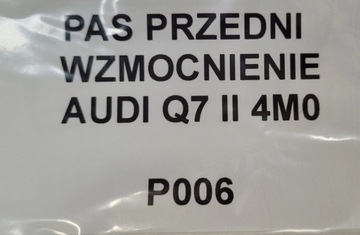 PAS PRZEDNI
WZMOCNIENIE
AUDI Q7 II 4M0
P006